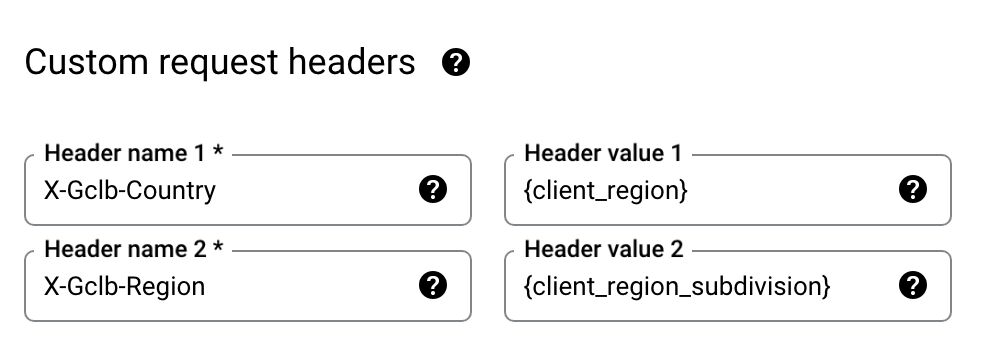 Custom request headers
Header name 1 *
X-Gclb-Country
Header value 1
{client_region}
Header name 2 *
X-Gclb-Region
Header value 2
{client_region_subdivision}